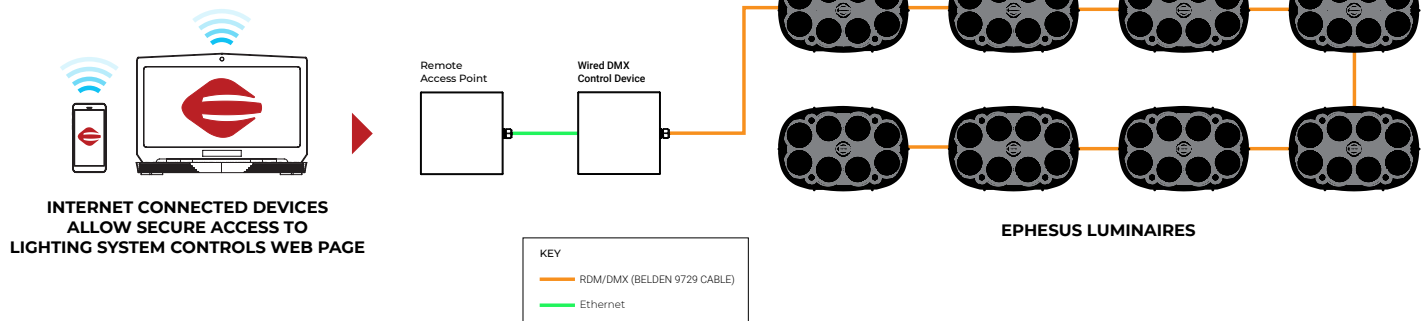 Remote
Access Point
Wired DMX
Control Device
INTERNET CONNECTED DEVICES
ALLOW SECURE ACCESS TO
LIGHTING SYSTEM CONTROLS WEB PAGE
EPHESUS LUMINAIRES
KEY
RDM/DMX (BELDEN 9729 CABLE)
Ethernet